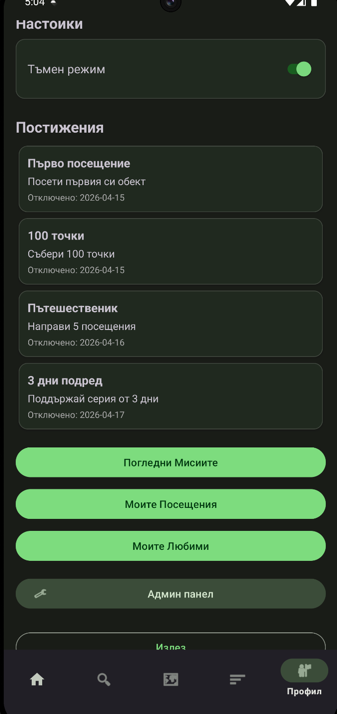 5:04
Настойки
Тъмен режим
Постижения
Първо посещение
Посети първия си обект
Отключено: 2026-04-15
100 точки
Събери 100 точки
Отключено: 2026-04-15
Пътешественик
Направи 5 посещения
Отключено: 2026-04-16
3 дни подред
Поддържай серия от 3 дни
Отключено: 2026-04-17
Погледни Мисиите
Моите Посещения
Моите Любими
Админ панел
Излез
Профил